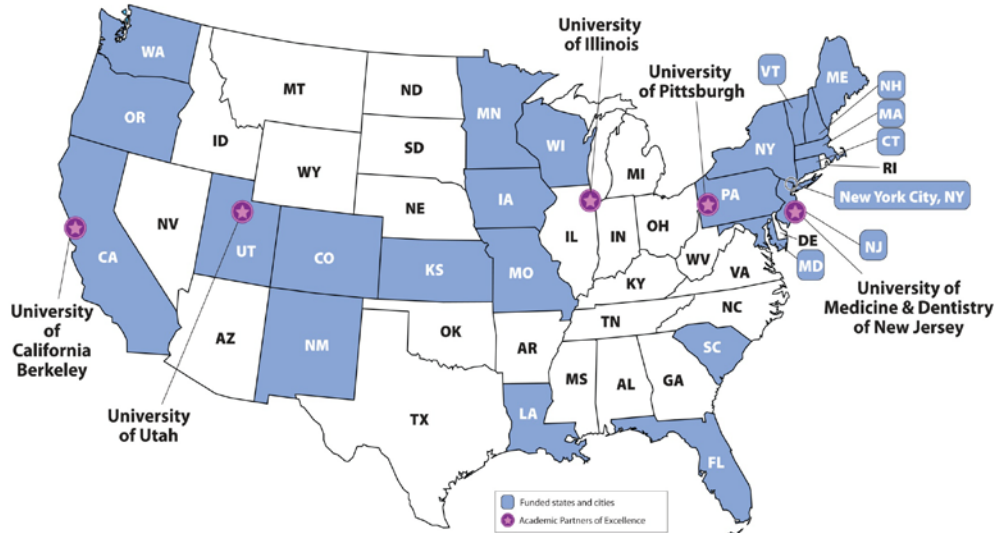 University
of Illinois
University
of Pittsburgh
WA
OR
ID
MT
ND
SD
WY
NE
MN
WI
IA
MI
NY
VT
ME
NH
MA
CT
RI
New York City, NY
PA
NJ
DE
MD
CA
NV
UT
CO
KS
MO
IL
IN
OH
WV
VA
KY
NC
TN
AZ
NM
OK
AR
SC
MS
AL
GA
TX
LA
FL
University
of
California
Berkeley
University
of Utah
University of
Medicine & Dentistry
of New Jersey
Funded states and cities
Academic Partners of Excellence